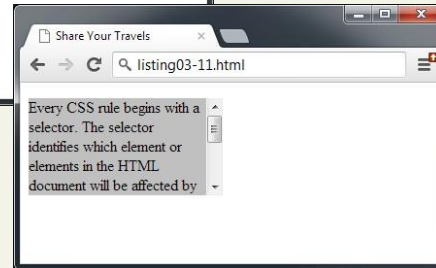 Share Your Travels
listing03-11.html
Every CSS rule begins with a
selector. The selector
identifies which element or
elements in the HTML
document will be affected by